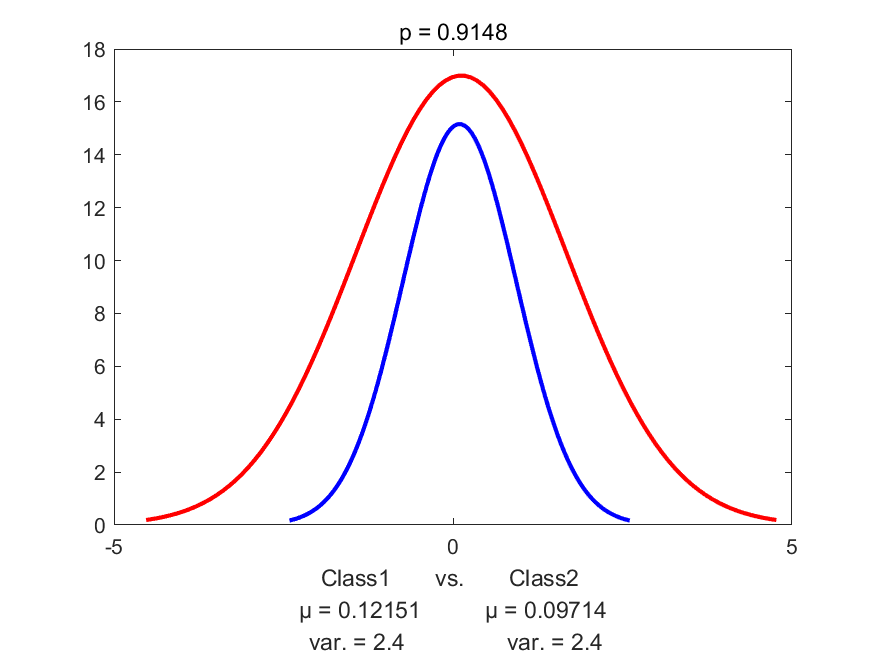 p = 0.9148
18
16
14
12
10
8
6
4
2
0
-5 0 5
Class1 vs. Class2
μ = 0.12151 μ = 0.09714
var. = 2.4 var. = 2.4